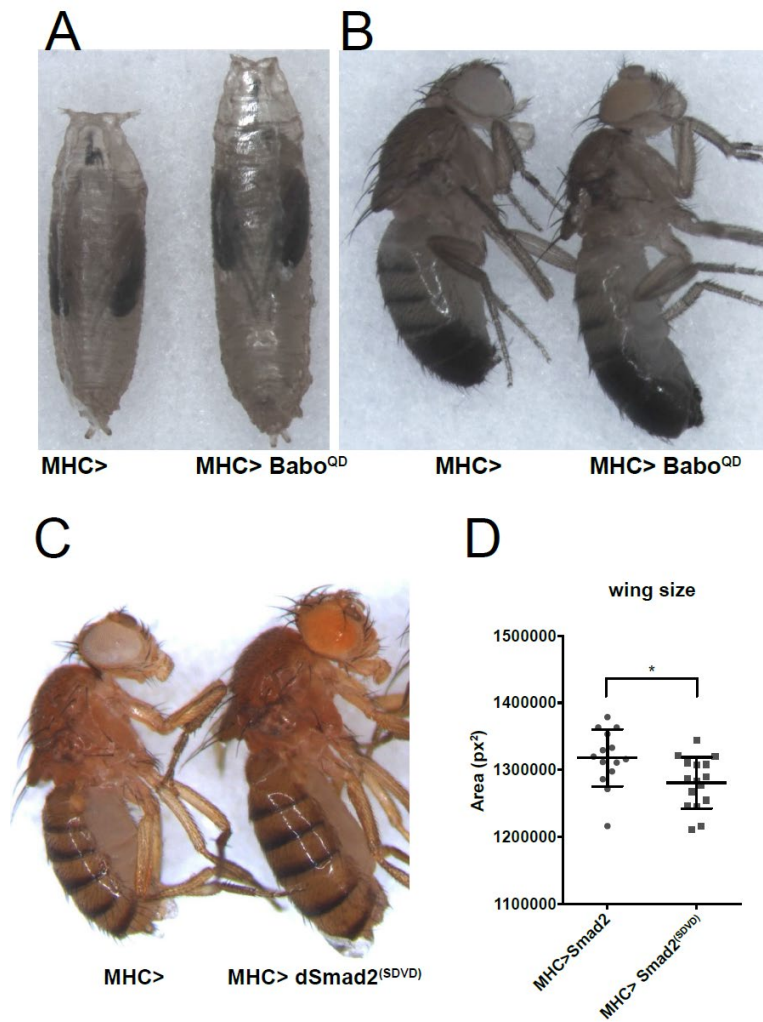 A
B
MHC>
MHC> Babo^QD
MHC>
MHC> Babo^QD
C
D
MHC>
MHC> dSmad2^(SDVD)
wing size
1500000
1400000
1300000
1200000
1100000
Area (px²)
*
MHC>Smad2
MHC> Smad2^(SDVD)